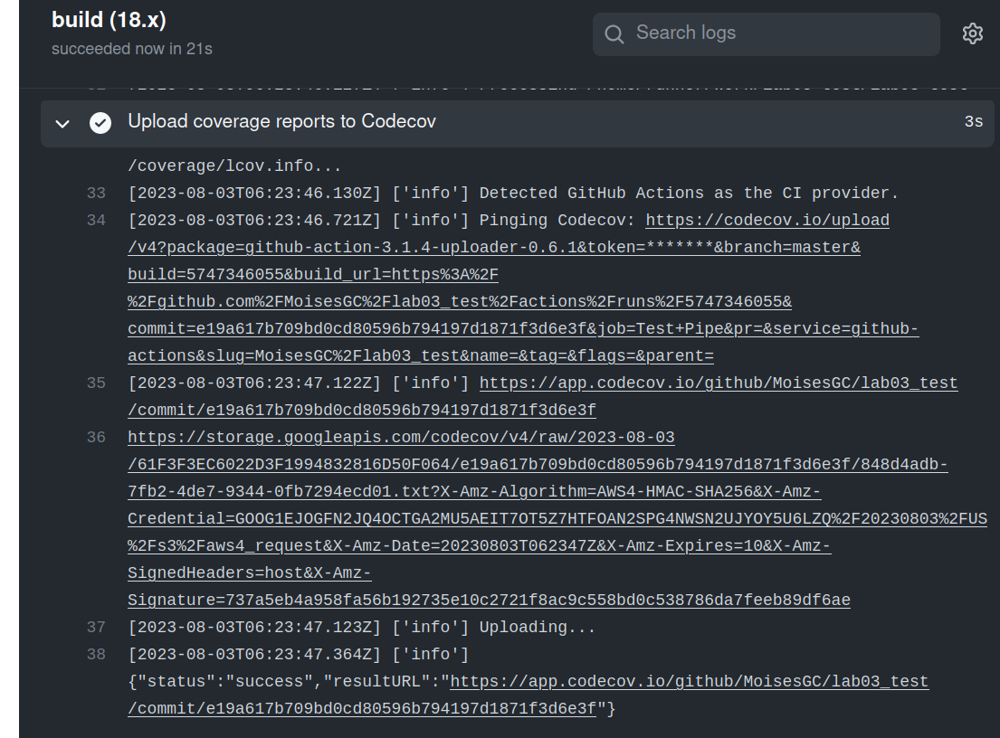 build (18.x)
succeeded now in 21s
Search logs
Upload coverage reports to Codecov
3s
/coverage/lcov.info...
33 [2023-08-03T06:23:46.130Z] ['info'] Detected GitHub Actions as the CI provider.
34 [2023-08-03T06:23:46.721Z] ['info'] Pinging Codecov: https://codecov.io/upload
/v4?package=github-action-3.1.4-uploader-0.6.1&token=*******&branch=master&
build=5747346055&build_url=https%3A%2F
%2Fgithub.com%2FMoisesGC%2Flab03_test%2Factions%2Fruns%2F5747346055&
commit=e19a617b709bd0cd80596b794197d1871f3d6e3f&job=Test+Pipe&pr=&service=github-
actions&slug=MoisesGC%2Flab03_test&name=&tag=&flags=&parent=
35 [2023-08-03T06:23:47.122Z] ['info'] https://app.codecov.io/github/MoisesGC/lab03_test
/commit/e19a617b709bd0cd80596b794197d1871f3d6e3f
36 https://storage.googleapis.com/codecov/v4/raw/2023-08-03
/61F3F3EC6022D3F1994832816D50F064/e19a617b709bd0cd80596b794197d1871f3d6e3f/848d4adb-
7fb2-4de7-9344-0fb7294ecd01.txt?X-Amz-Algorithm=AWS4-HMAC-SHA256&X-Amz-
Credential=GOOG1EJOGFN2JQ4OCTGA2MU5AEIT7OT5Z7HTFOAN2SPG4NWSN2UJYOY5U6LZQ%2F20230803%2FUS
%2Fs3%2Faws4_request&X-Amz-Date=20230803T062347Z&X-Amz-Expires=10&X-Amz-
SignedHeaders=host&X-Amz-
Signature=737a5eb4a958fa56b192735e10c2721f8ac9c558bd0c538786da7feeb89df6ae
37 [2023-08-03T06:23:47.123Z] ['info'] Uploading...
38 [2023-08-03T06:23:47.364Z] ['info']
{"status":"success","resultURL":"https://app.codecov.io/github/MoisesGC/lab03_test
/commit/e19a617b709bd0cd80596b794197d1871f3d6e3f"}